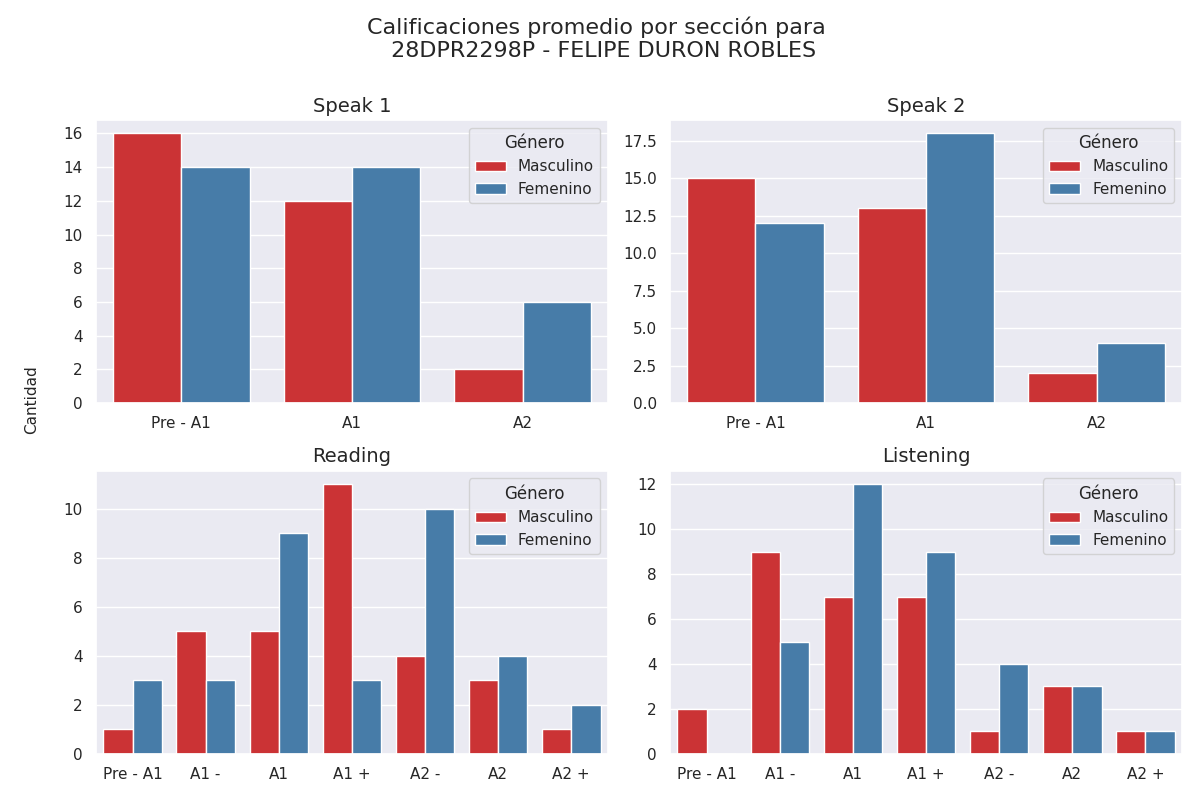 Calificaciones promedio por sección para
28DPR2298P - FELIPE DURON ROBLES
Cantidad
Speak 1
Género
Masculino
Femenino
16
14
12
10
8
6
4
2
0
Pre - A1 A1 A2
Speak 2
Género
Masculino
Femenino
17.5
15.0
12.5
10.0
7.5
5.0
2.5
0.0
Pre - A1 A1 A2
Reading
Género
Masculino
Femenino
10
8
6
4
2
0
Pre - A1 A1 - A1 A1 + A2 - A2 A2 +
Listening
Género
Masculino
Femenino
12
10
8
6
4
2
0
Pre - A1 A1 - A1 A1 + A2 - A2 A2 +